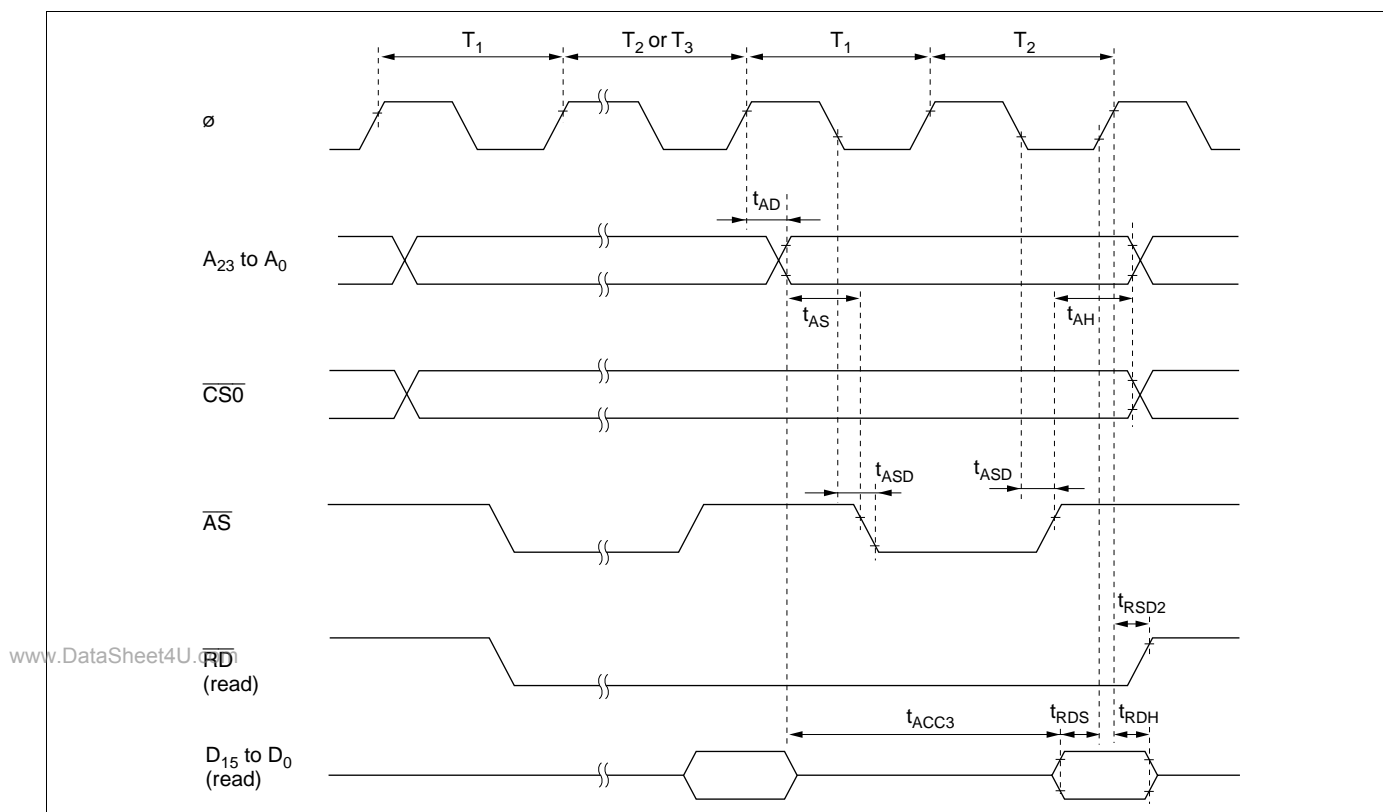 T1 T2 or T3 T1 T2
ø
tAD
A23 to A0
tAS tAH
CS0
tASD tASD
AS
tRSD2
www.DataSheet4U.com
RD
(read)
tACC3 tRDS tRDH
D15 to D0
(read)